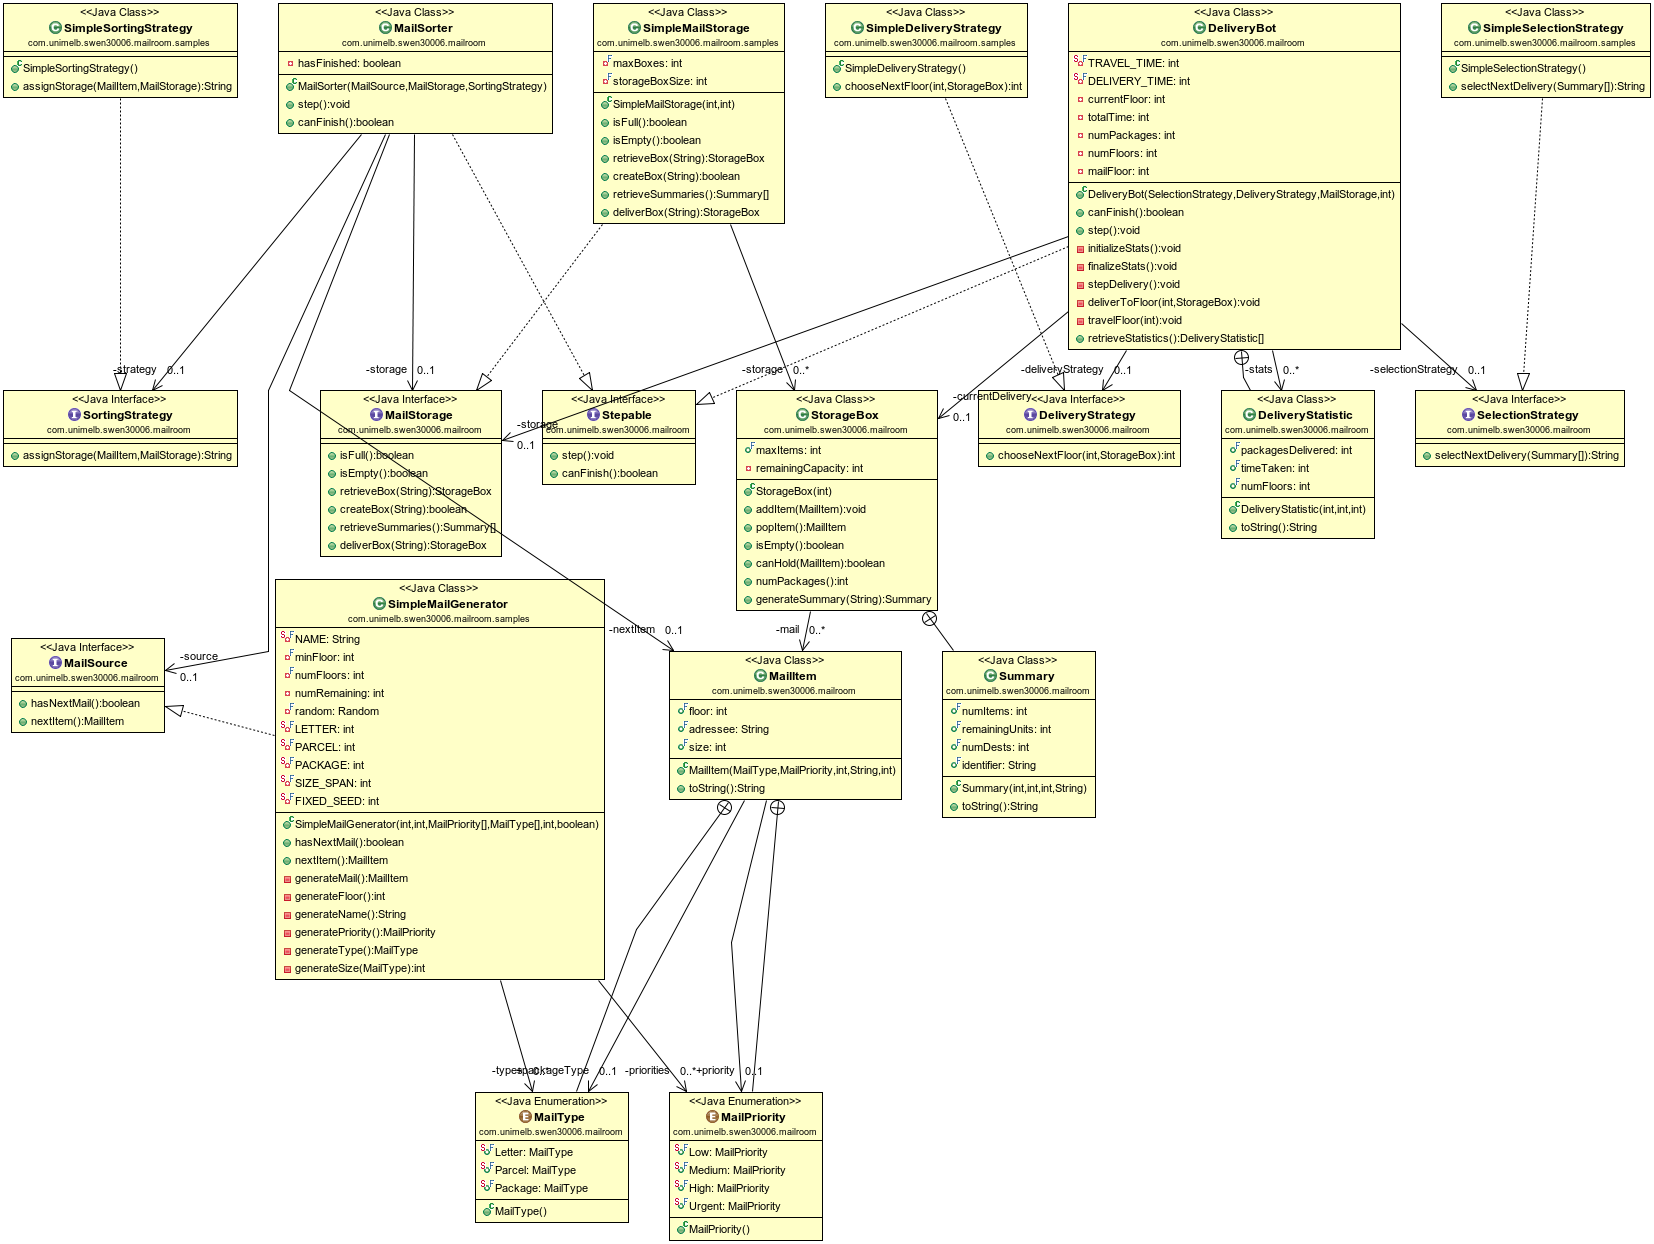 <<Java Class>>
SimpleSortingStrategy
com.unimelb.swen30006.mailroom.samples
SimpleSortingStrategy()
assignStorage(MailItem,MailStorage):String
<<Java Class>>
MailSorter
com.unimelb.swen30006.mailroom
hasFinished: boolean
MailSorter(MailSource,MailStorage,SortingStrategy)
step():void
canFinish():boolean
<<Java Class>>
SimpleMailStorage
com.unimelb.swen30006.mailroom.samples
maxBoxes: int
storageBoxSize: int
SimpleMailStorage(int,int)
isFull():boolean
isEmpty():boolean
retrieveBox(String):StorageBox
createBox(String):boolean
retrieveSummaries():Summary[]
deliverBox(String):StorageBox
<<Java Class>>
SimpleDeliveryStrategy
com.unimelb.swen30006.mailroom.samples
SimpleDeliveryStrategy()
chooseNextFloor(int,StorageBox):int
<<Java Class>>
DeliveryBot
com.unimelb.swen30006.mailroom
TRAVEL_TIME: int
DELIVERY_TIME: int
currentFloor: int
totalTime: int
numPackages: int
numFloors: int
mailFloor: int
DeliveryBot(SelectionStrategy,DeliveryStrategy,MailStorage,int)
canFinish():boolean
step():void
initializeStats():void
finalizeStats():void
stepDelivery():void
deliverToFloor(int,StorageBox):void
travelFloor(int):void
retrieveStatistics():DeliveryStatistic[]
<<Java Class>>
SimpleSelectionStrategy
com.unimelb.swen30006.mailroom.samples
SimpleSelectionStrategy()
selectNextDelivery(Summary[]):String
-strategy 0..1
-storage 0..1
-storage 0..*
-deliveryStrategy 0..1
-stats 0..*
-selectionStrategy 0..1
-currentDelivery
0..1
-storage
0..1
<<Java Interface>>
SortingStrategy
com.unimelb.swen30006.mailroom
assignStorage(MailItem,MailStorage):String
<<Java Interface>>
MailStorage
com.unimelb.swen30006.mailroom
isFull():boolean
isEmpty():boolean
retrieveBox(String):StorageBox
createBox(String):boolean
retrieveSummaries():Summary[]
deliverBox(String):StorageBox
<<Java Interface>>
Stepable
com.unimelb.swen30006.mailroom
step():void
canFinish():boolean
<<Java Class>>
StorageBox
com.unimelb.swen30006.mailroom
maxItems: int
remainingCapacity: int
StorageBox(int)
addItem(MailItem):void
popItem():MailItem
isEmpty():boolean
canHold(MailItem):boolean
numPackages():int
generateSummary(String):Summary
<<Java Interface>>
DeliveryStrategy
com.unimelb.swen30006.mailroom
chooseNextFloor(int,StorageBox):int
<<Java Class>>
DeliveryStatistic
com.unimelb.swen30006.mailroom
packagesDelivered: int
timeTaken: int
numFloors: int
DeliveryStatistic(int,int,int)
toString():String
<<Java Interface>>
SelectionStrategy
com.unimelb.swen30006.mailroom
selectNextDelivery(Summary[]):String
<<Java Interface>>
MailSource
com.unimelb.swen30006.mailroom
hasNextMail():boolean
nextItem():MailItem
-source
0..1
<<Java Class>>
SimpleMailGenerator
com.unimelb.swen30006.mailroom.samples
NAME: String
minFloor: int
numFloors: int
numRemaining: int
random: Random
LETTER: int
PARCEL: int
PACKAGE: int
SIZE_SPAN: int
FIXED_SEED: int
SimpleMailGenerator(int,int,MailPriority[],MailType[],int,boolean)
hasNextMail():boolean
nextItem():MailItem
generateMail():MailItem
generateFloor():int
generateName():String
generatePriority():MailPriority
generateType():MailType
generateSize(MailType):int
-nextItem 0..1
-mail 0..*
<<Java Class>>
MailItem
com.unimelb.swen30006.mailroom
floor: int
adressee: String
size: int
MailItem(MailType,MailPriority,int,String,int)
toString():String
<<Java Class>>
Summary
com.unimelb.swen30006.mailroom
numItems: int
remainingUnits: int
numDests: int
identifier: String
Summary(int,int,int,String)
toString():String
-types 0..*
packageType 0..1
-priorities 0..*
+priority 0..1
<<Java Enumeration>>
MailType
com.unimelb.swen30006.mailroom
Letter: MailType
Parcel: MailType
Package: MailType
MailType()
<<Java Enumeration>>
MailPriority
com.unimelb.swen30006.mailroom
Low: MailPriority
Medium: MailPriority
High: MailPriority
Urgent: MailPriority
MailPriority()